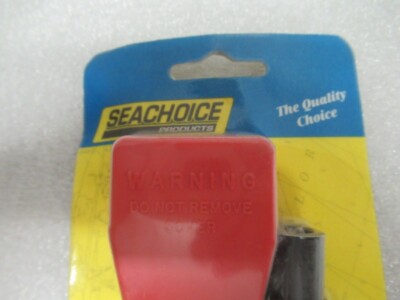 SEACHOICE
PRODUCTS
The Quality
Choice
WARNING
DO NOT REMOVE
COVER